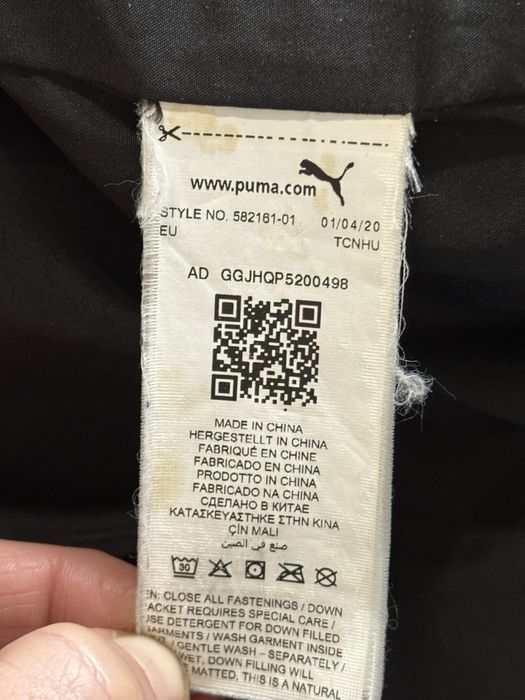 www.puma.com
STYLE NO. 582161-01 01/04/20
EU TCNHU
AD GGJHQP5200498
MADE IN CHINA
HERGESTELLT IN CHINA
FABRIQUÉ EN CHINE
FABRICADO EN CHINA
PRODOTTO IN CHINA
FABRICADO NA CHINA
СДЕЛАНО В КИТАЕ
ΚΑΤΑΣΚΕΥΑΣΤΗΚΕ ΣΤΗΝ ΚΙΝΑ
ÇİN MALI
صنع في الصين
30
EN: CLOSE ALL FASTENINGS / DOWN
JACKET REQUIRES SPECIAL CARE /
USE DETERGENT FOR DOWN FILLED
GARMENTS / WASH GARMENT INSIDE
/ GENTLE WASH – SEPARATELY /
WET, DOWN FILLING WILL
MATTED, THIS IS A NATURAL